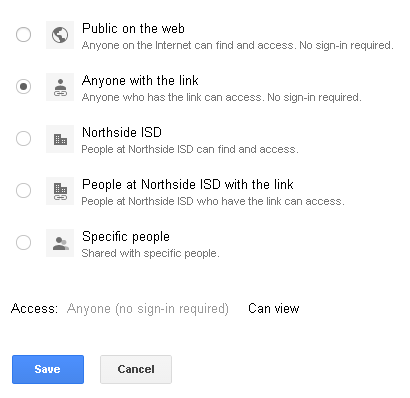 Public on the web
Anyone on the Internet can find and access. No sign-in required.
Anyone with the link
Anyone who has the link can access. No sign-in required.
Northside ISD
People at Northside ISD can find and access.
People at Northside ISD with the link
People at Northside ISD who have the link can access.
Specific people
Shared with specific people.
Access: Anyone (no sign-in required) Can view
Save Cancel